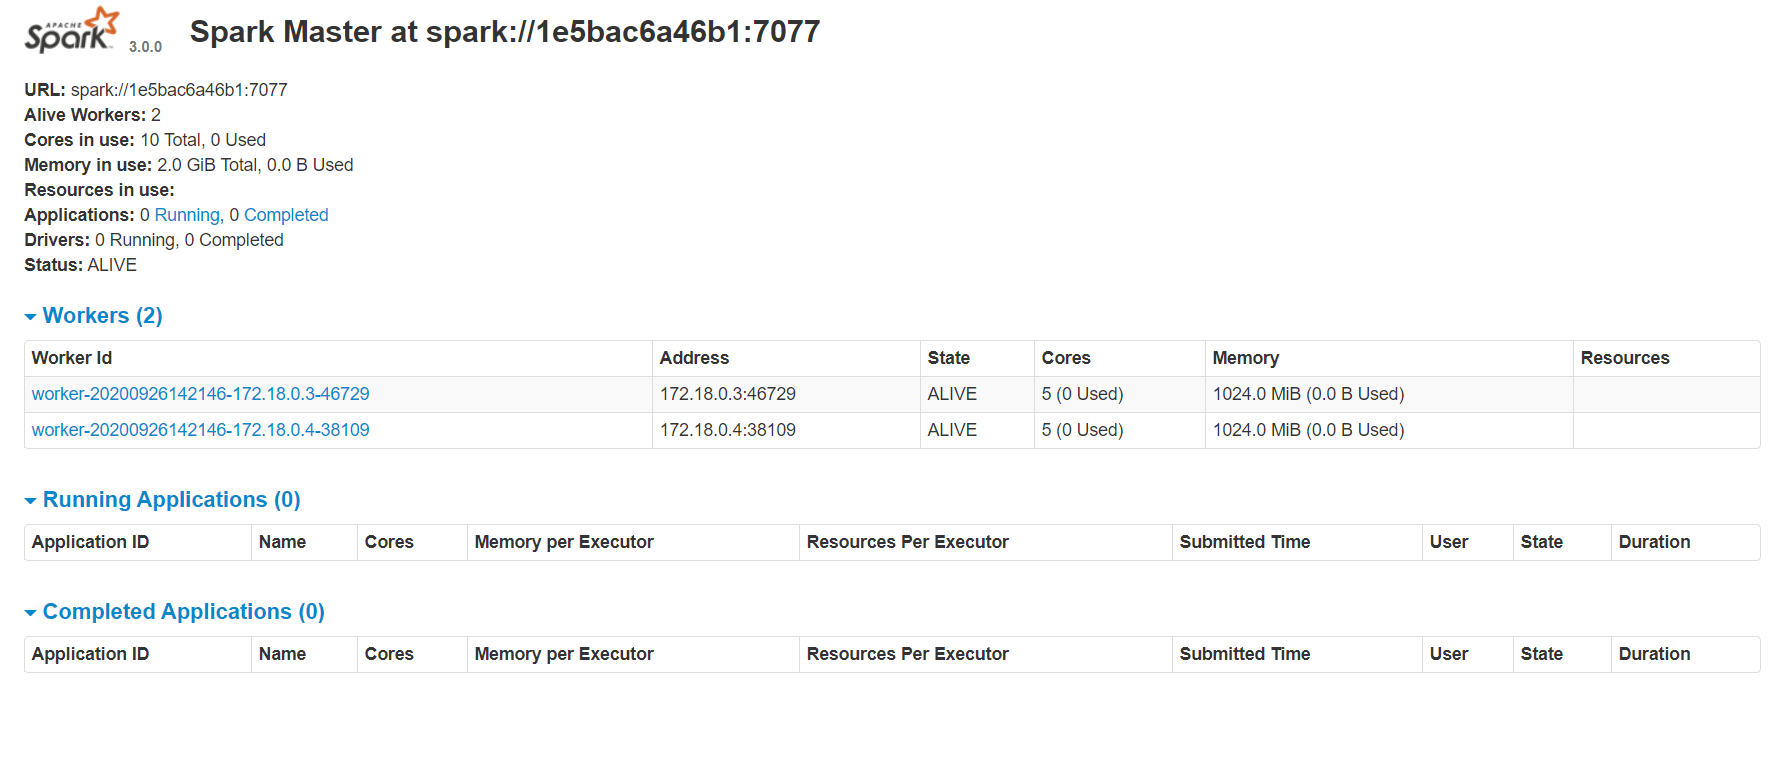 APACHE
Spark 3.0.0 Spark Master at spark://1e5bac6a46b1:7077
URL: spark://1e5bac6a46b1:7077
Alive Workers: 2
Cores in use: 10 Total, 0 Used
Memory in use: 2.0 GiB Total, 0.0 B Used
Resources in use:
Applications: 0 Running, 0 Completed
Drivers: 0 Running, 0 Completed
Status: ALIVE
Workers (2)
Worker Id Address State Cores Memory Resources
worker-20200926142146-172.18.0.3-46729 172.18.0.3:46729 ALIVE 5 (0 Used) 1024.0 MiB (0.0 B Used)
worker-20200926142146-172.18.0.4-38109 172.18.0.4:38109 ALIVE 5 (0 Used) 1024.0 MiB (0.0 B Used)
Running Applications (0)
Application ID Name Cores Memory per Executor Resources Per Executor Submitted Time User State Duration
Completed Applications (0)
Application ID Name Cores Memory per Executor Resources Per Executor Submitted Time User State Duration